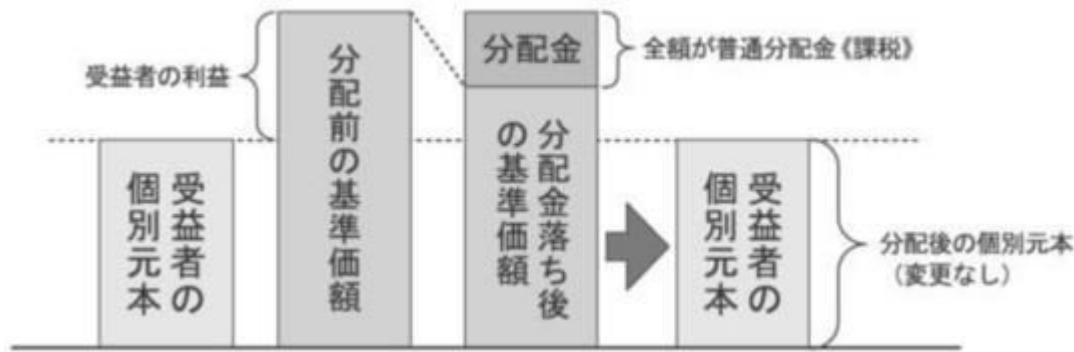 受益者の利益
受益者の
個別元本
分配前の基準価額
分配金
全額が普通分配金《課税》
分配金落ち後
の基準価額
受益者の
個別元本
分配後の個別元本
（変更なし）